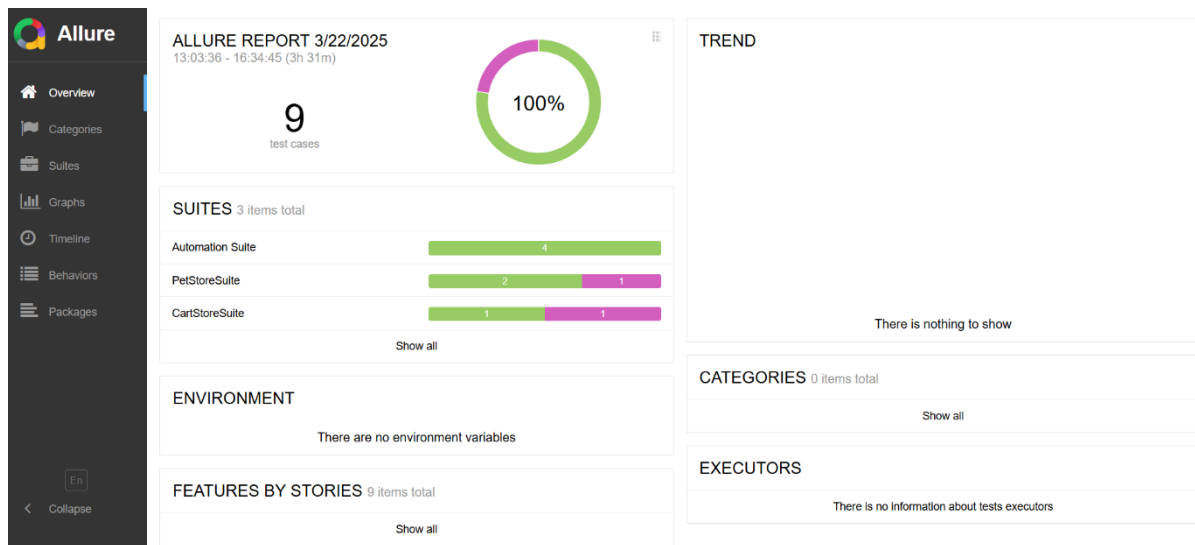 Allure
Overview
Categories
Suites
Graphs
Timeline
Behaviors
Packages
En
Collapse
ALLURE REPORT 3/22/2025
13:03:36 - 16:34:45 (3h 31m)
9
test cases
100%
SUITES 3 items total
Automation Suite 4
PetStoreSuite 2 1
CartStoreSuite 1 1
Show all
ENVIRONMENT
There are no environment variables
FEATURES BY STORIES 9 items total
Show all
TREND
There is nothing to show
CATEGORIES 0 items total
Show all
EXECUTORS
There is no information about tests executors